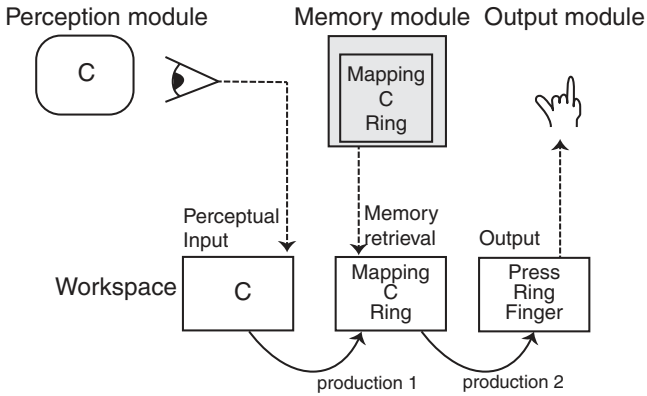 Perception module
Memory module
Output module
C
Mapping
C
Ring
Perceptual
Input
Memory
retrieval
Output
Workspace
C
Mapping
C
Ring
Press
Ring
Finger
production 1
production 2